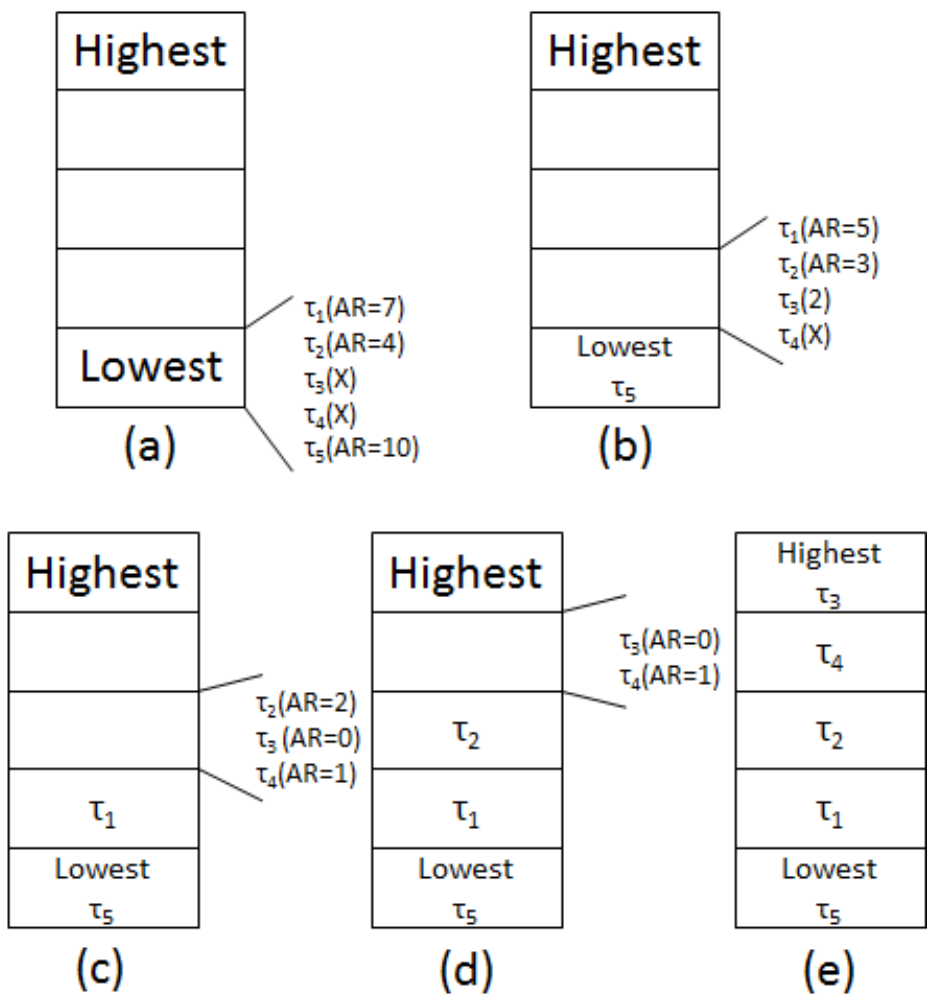 Highest
τ₁(AR=7)
τ₂(AR=4)
τ₃(X)
τ₄(X)
τ₅(AR=10)
Lowest
(a)
Highest
τ₁(AR=5)
τ₂(AR=3)
τ₃(2)
τ₄(X)
Lowest
τ₅
(b)
Highest
τ₂(AR=2)
τ₃(AR=0)
τ₄(AR=1)
τ₁
Lowest
τ₅
(c)
Highest
τ₃(AR=0)
τ₄(AR=1)
τ₂
τ₁
Lowest
τ₅
(d)
Highest
τ₃
τ₄
τ₂
τ₁
Lowest
τ₅
(e)